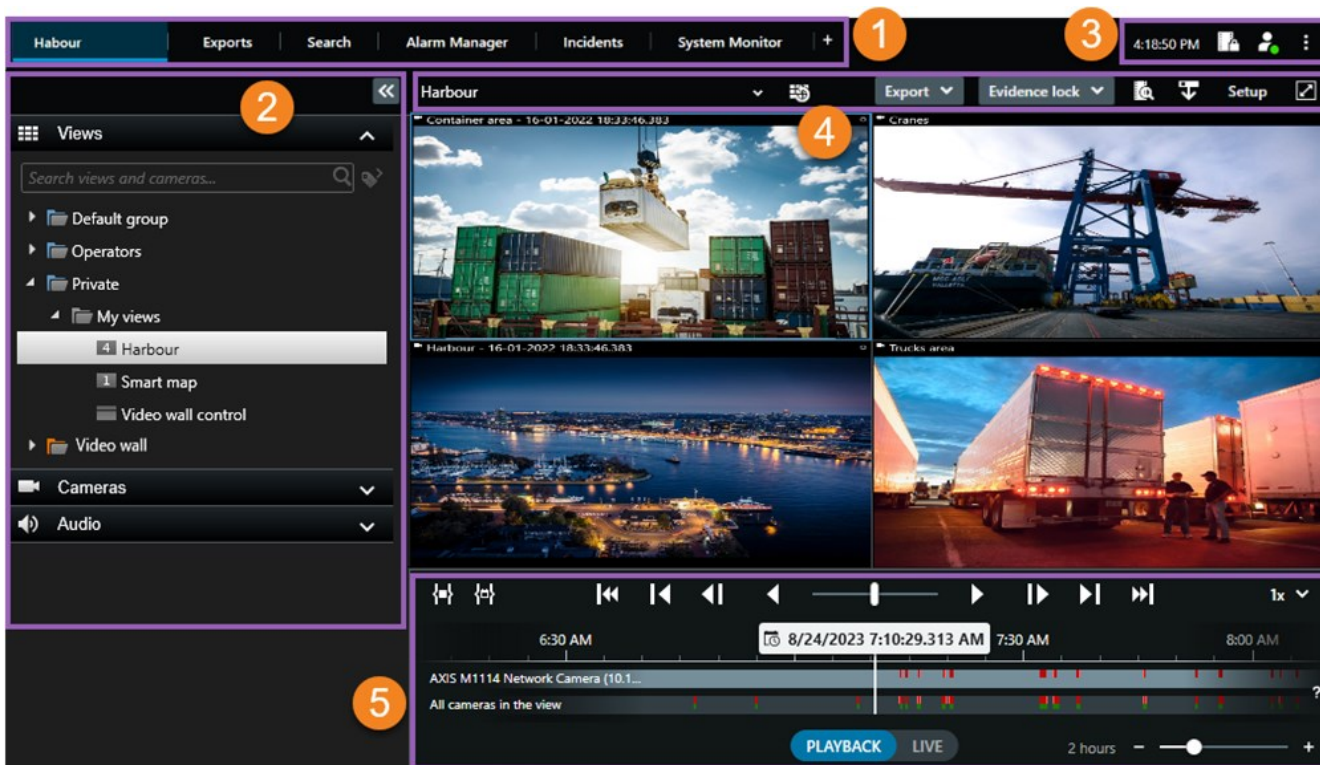 Habour Exports Search Alarm Manager Incidents System Monitor + 1 3 4:18:50 PM
2
Harbour Export Evidence lock Setup
4
Views
Search views and cameras...
Default group
Operators
Private
My views
4 Harbour
1 Smart map
Video wall control
Video wall
Cameras
Audio
Container area - 16-01-2022 18:33:46.383
Cranes
Harbour - 16-01-2022 18:33:46.383
Trucks area
1x
6:30 AM 8/24/2023 7:10:29.313 AM 7:30 AM 8:00 AM
AXIS M1114 Network Camera (10.1...
5
All cameras in the view
?
PLAYBACK LIVE 2 hours - +